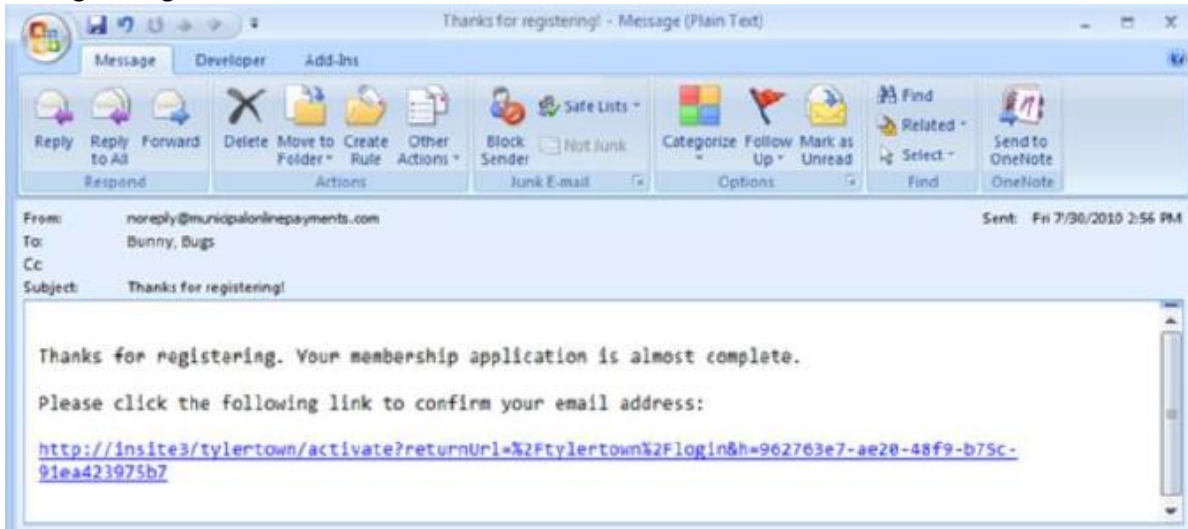 Thanks for registering! - Message (Plain Text)
Message Developer Add-Ins
Reply Reply to All Forward Delete Move to Folder Create Rule Other Actions Block Sender Safe Lists Not Junk Categorize Follow Up Mark as Unread Find Related Select Send to OneNote
Respond Actions Junk E-mail Options Find OneNote
From: noreply@municipalonlinepayments.com Sent: Fri 7/30/2010 2:56 PM
To: Bunny, Bugs
Cc:
Subject: Thanks for registering!
Thanks for registering. Your membership application is almost complete.
Please click the following link to confirm your email address:
http://insite3/tylertown/activate?returnUrl=%2Ftylertown%2Flogin&h=962763e7-ae20-48f9-b75c-
91ea423975b7